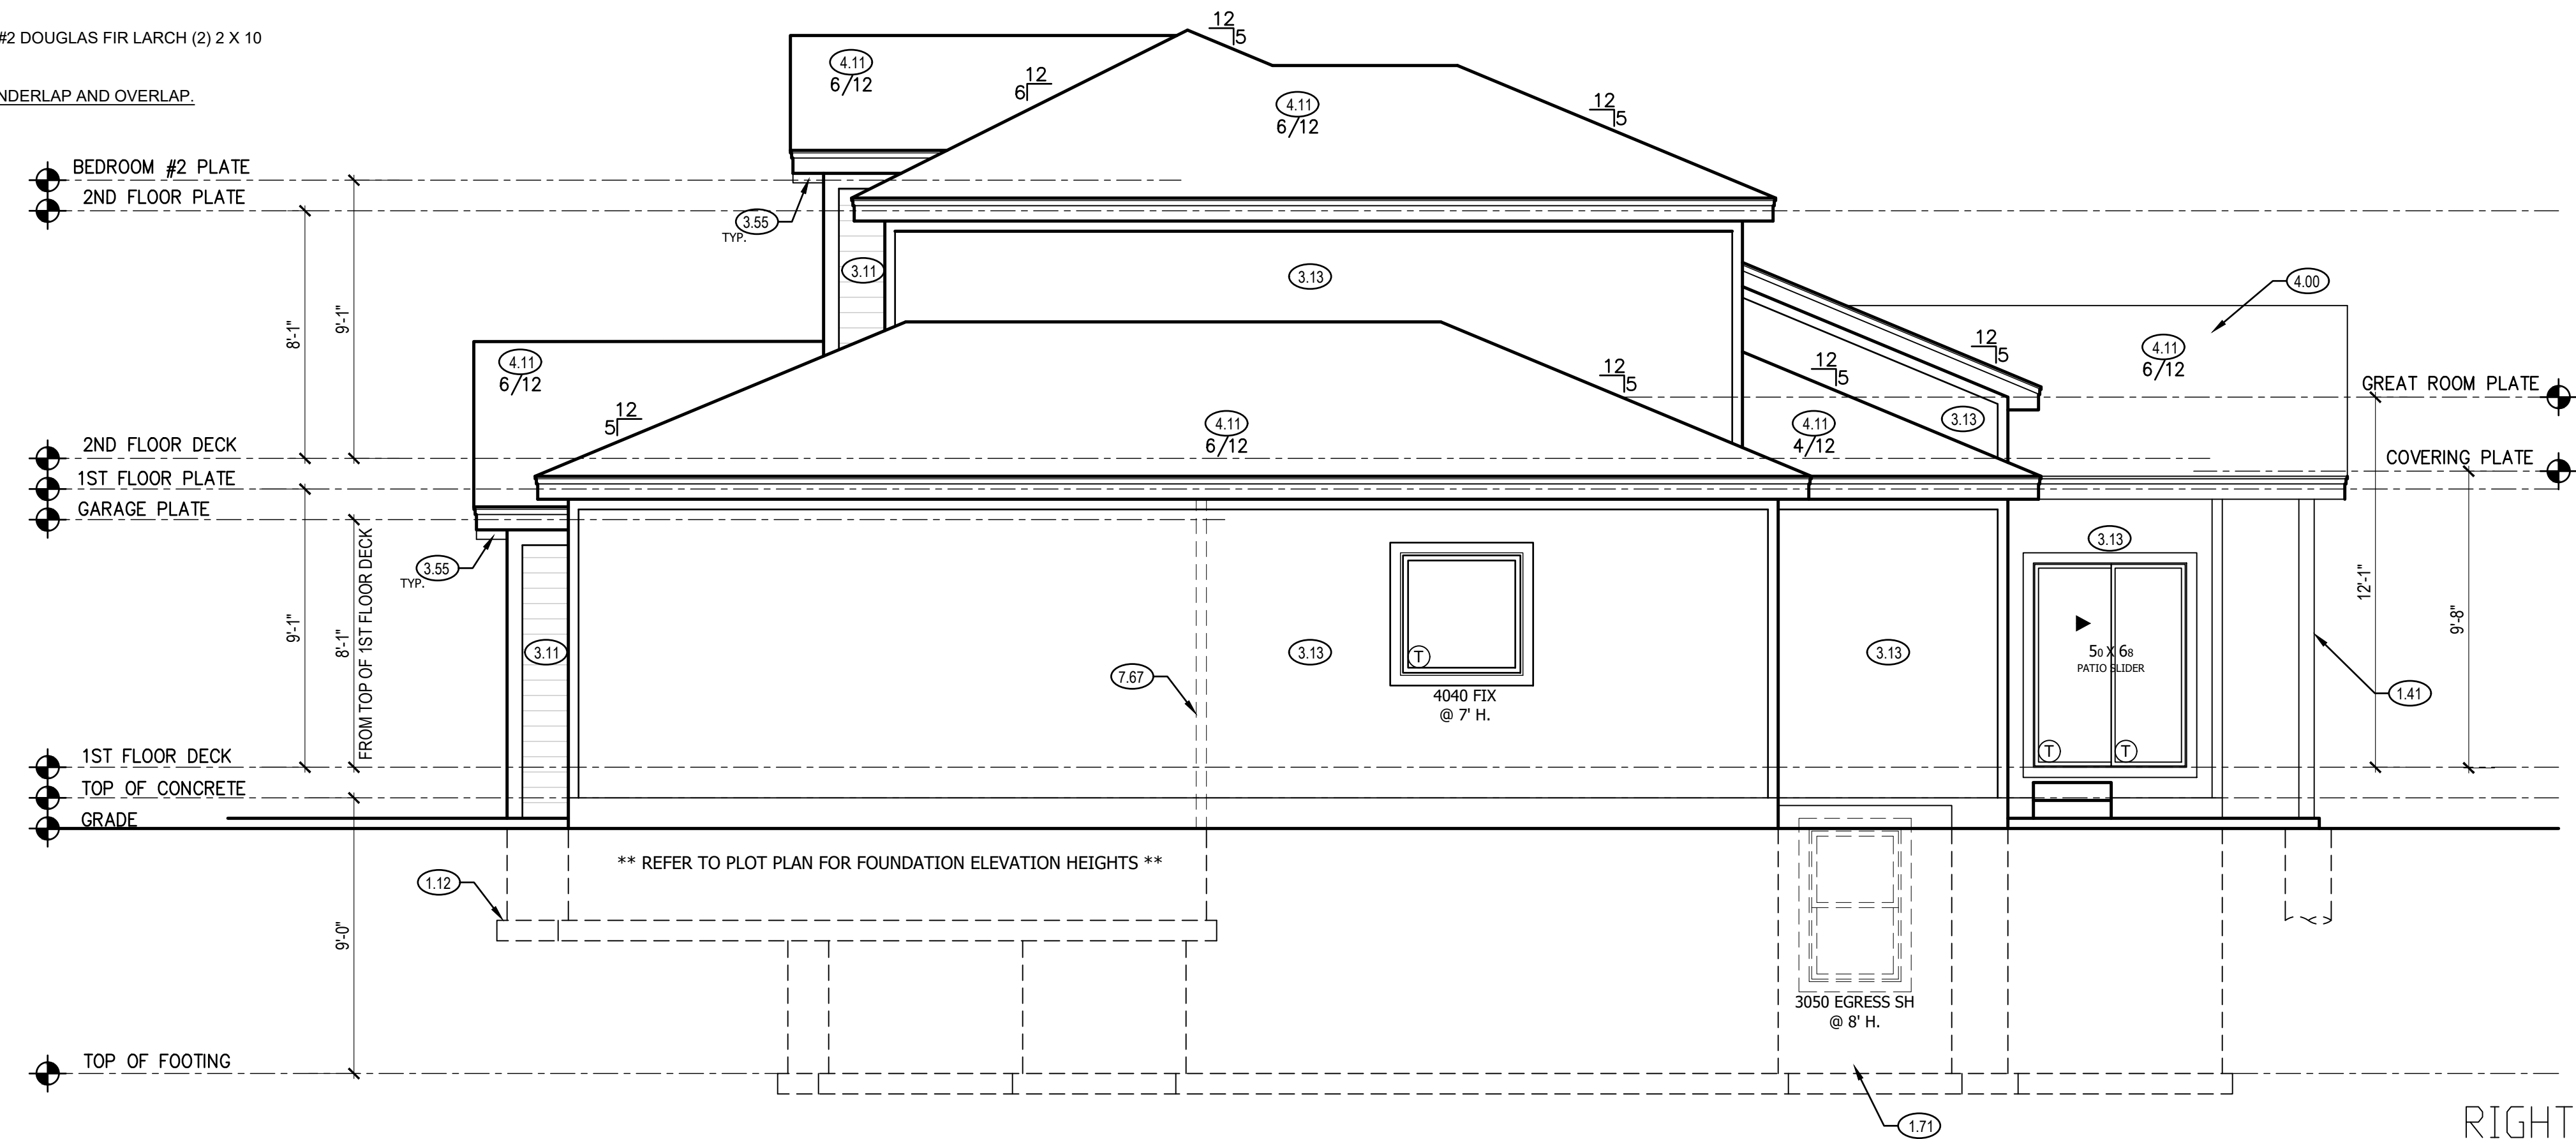 #2 DOUGLAS FIR LARCH (2) 2 X 10
NDERLAP AND OVERLAP.
12
5
4.11
6/12
12
6
4.11
6/12
12
5
BEDROOM #2 PLATE
2ND FLOOR PLATE
3.55
TYP.
3.11
3.13
4.00
8'-1"
9'-1"
4.11
6/12
12
5
12
5
12
5
12
5
4.11
6/12
GREAT ROOM PLATE
4.11
6/12
4.11
4/12
3.13
2ND FLOOR DECK
COVERING PLATE
1ST FLOOR PLATE
GARAGE PLATE
3.55
TYP.
3.13
9'-1"
8'-1"
FROM TOP OF 1ST FLOOR DECK
3.11
7.67
3.13
T
4040 FIX
@ 7' H.
3.13
50 X 68
PATIO SLIDER
T
T
12'-1"
9'-8"
1.41
1ST FLOOR DECK
TOP OF CONCRETE
GRADE
** REFER TO PLOT PLAN FOR FOUNDATION ELEVATION HEIGHTS **
1.12
9'-0"
3050 EGRESS SH
@ 8' H.
TOP OF FOOTING
1.71
RIGHT